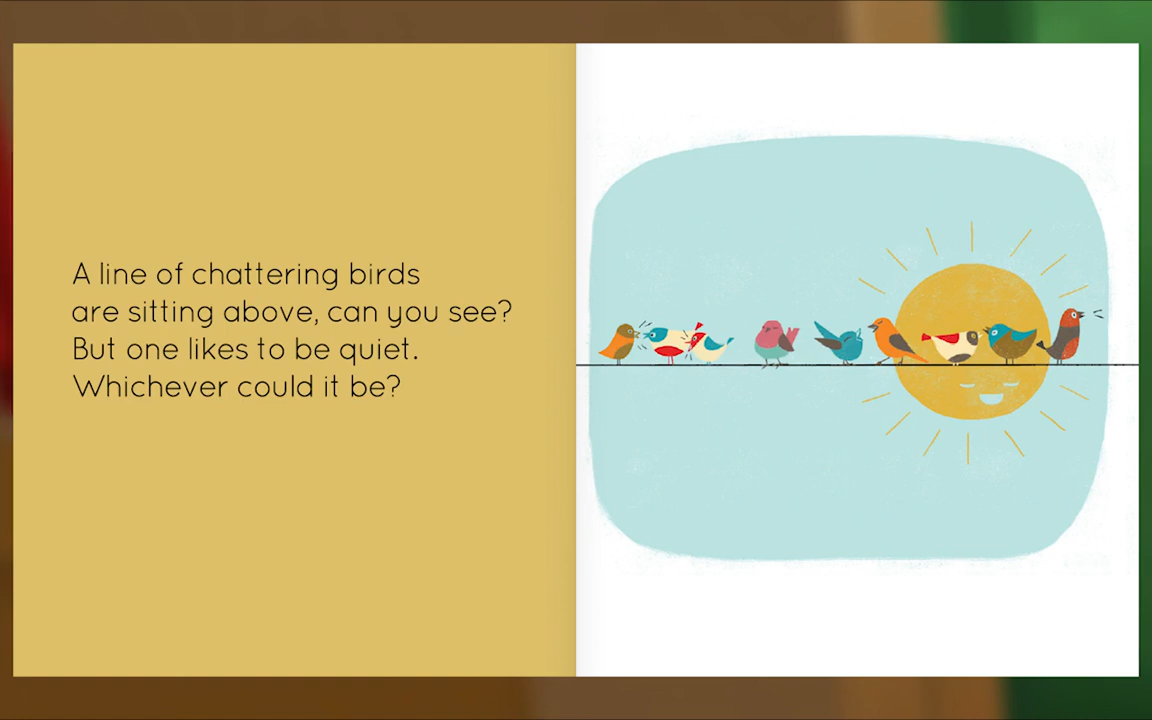 A line of chattering birds
are sitting above, can you see?
But one likes to be quiet.
Whichever could it be?